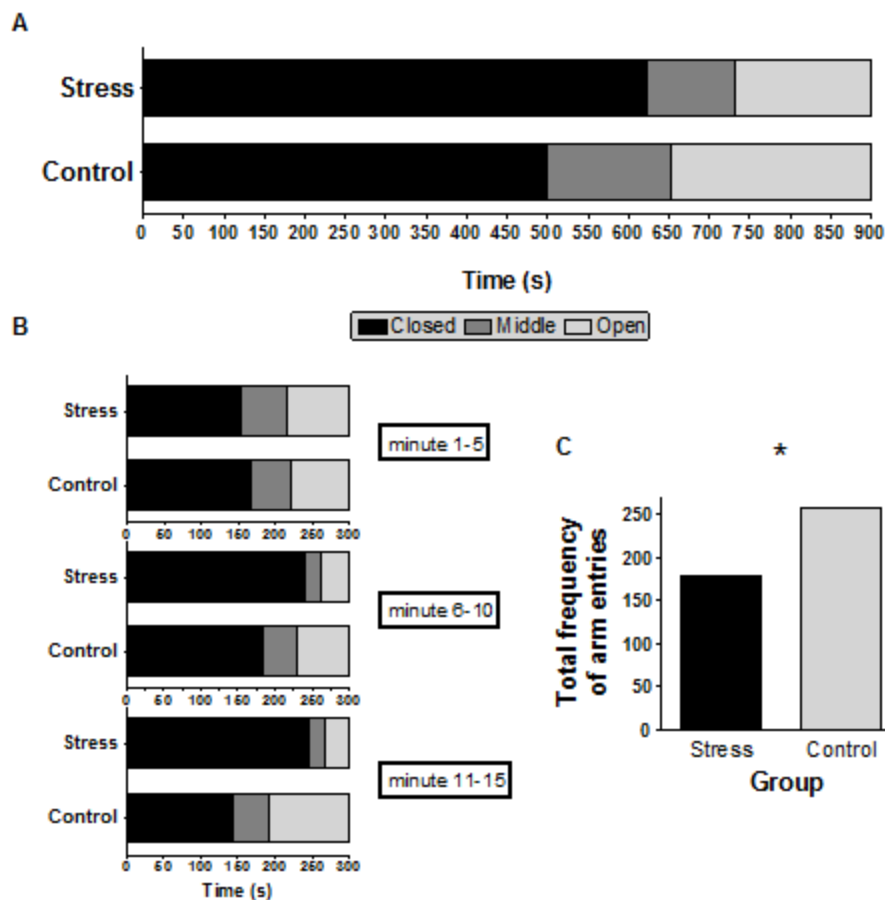 A
Stress
Control
0 50 100 150 200 250 300 350 400 450 500 550 600 650 700 750 800 850 900
Time (s)
B
Closed Middle Open
Stress
Control
0 50 100 150 200 250 300
minute 1-5
Stress
Control
0 50 100 150 200 250 300
minute 6-10
Stress
Control
0 50 100 150 200 250 300
Time (s)
minute 11-15
C
*
Total frequency
of arm entries
250
200
150
100
50
0
Stress Control
Group